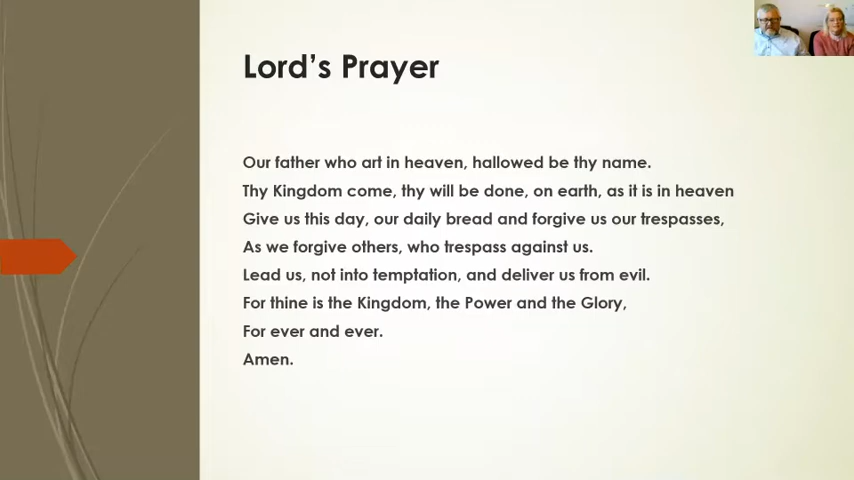 Lord's Prayer
Our father who art in heaven, hallowed be thy name.
Thy Kingdom come, thy will be done, on earth, as it is in heaven
Give us this day, our daily bread and forgive us our trespasses,
As we forgive others, who trespass against us.
Lead us, not into temptation, and deliver us from evil.
For thine is the Kingdom, the Power and the Glory,
For ever and ever.
Amen.